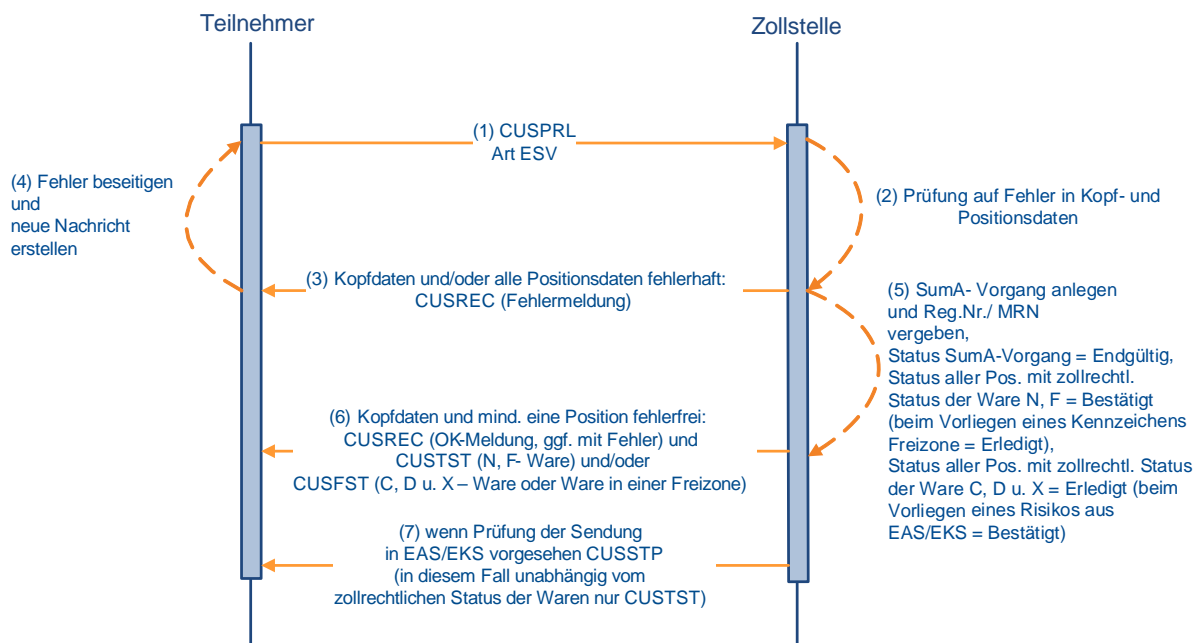 Teilnehmer
Zollstelle
(1) CUSPRL
Art ESV
(4) Fehler beseitigen
und
neue Nachricht
erstellen
(2) Prüfung auf Fehler in Kopf- und
Positionsdaten
(3) Kopfdaten und/oder alle Positionsdaten fehlerhaft:
CUSREC (Fehlermeldung)
(5) SumA- Vorgang anlegen
und Reg.Nr./ MRN
vergeben,
Status SumA-Vorgang = Endgültig,
Status aller Pos. mit zollrechtl.
Status der Ware N, F = Bestätigt
(beim Vorliegen eines Kennzeichens
Freizone = Erledigt),
Status aller Pos. mit zollrechtl. Status
der Ware C, D u. X = Erledigt (beim
Vorliegen eines Risikos aus
EAS/EKS = Bestätigt)
(6) Kopfdaten und mind. eine Position fehlerfrei:
CUSREC (OK-Meldung, ggf. mit Fehler) und
CUSTST (N, F- Ware) und/oder
CUSFST (C, D u. X – Ware oder Ware in einer Freizone)
(7) wenn Prüfung der Sendung
in EAS/EKS vorgesehen CUSSTP
(in diesem Fall unabhängig vom
zollrechtlichen Status der Waren nur CUSTST)